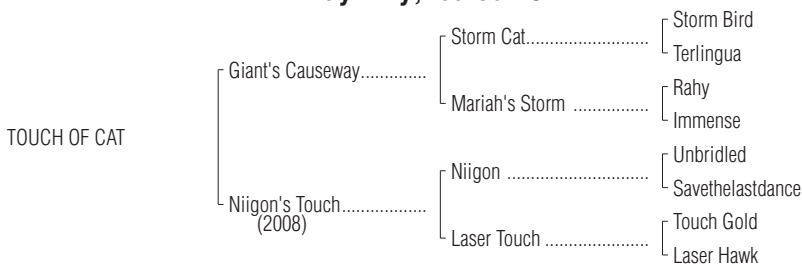 Storm Bird
Storm Cat............................
Terlingua
Giant's Causeway..............
Rahy
Mariah's Storm .................
Immense
TOUCH OF CAT
Unbridled
Niigon ................................
Savethelastdance
Niigon's Touch...................
(2008)
Touch Gold
Laser Touch .......................
Laser Hawk